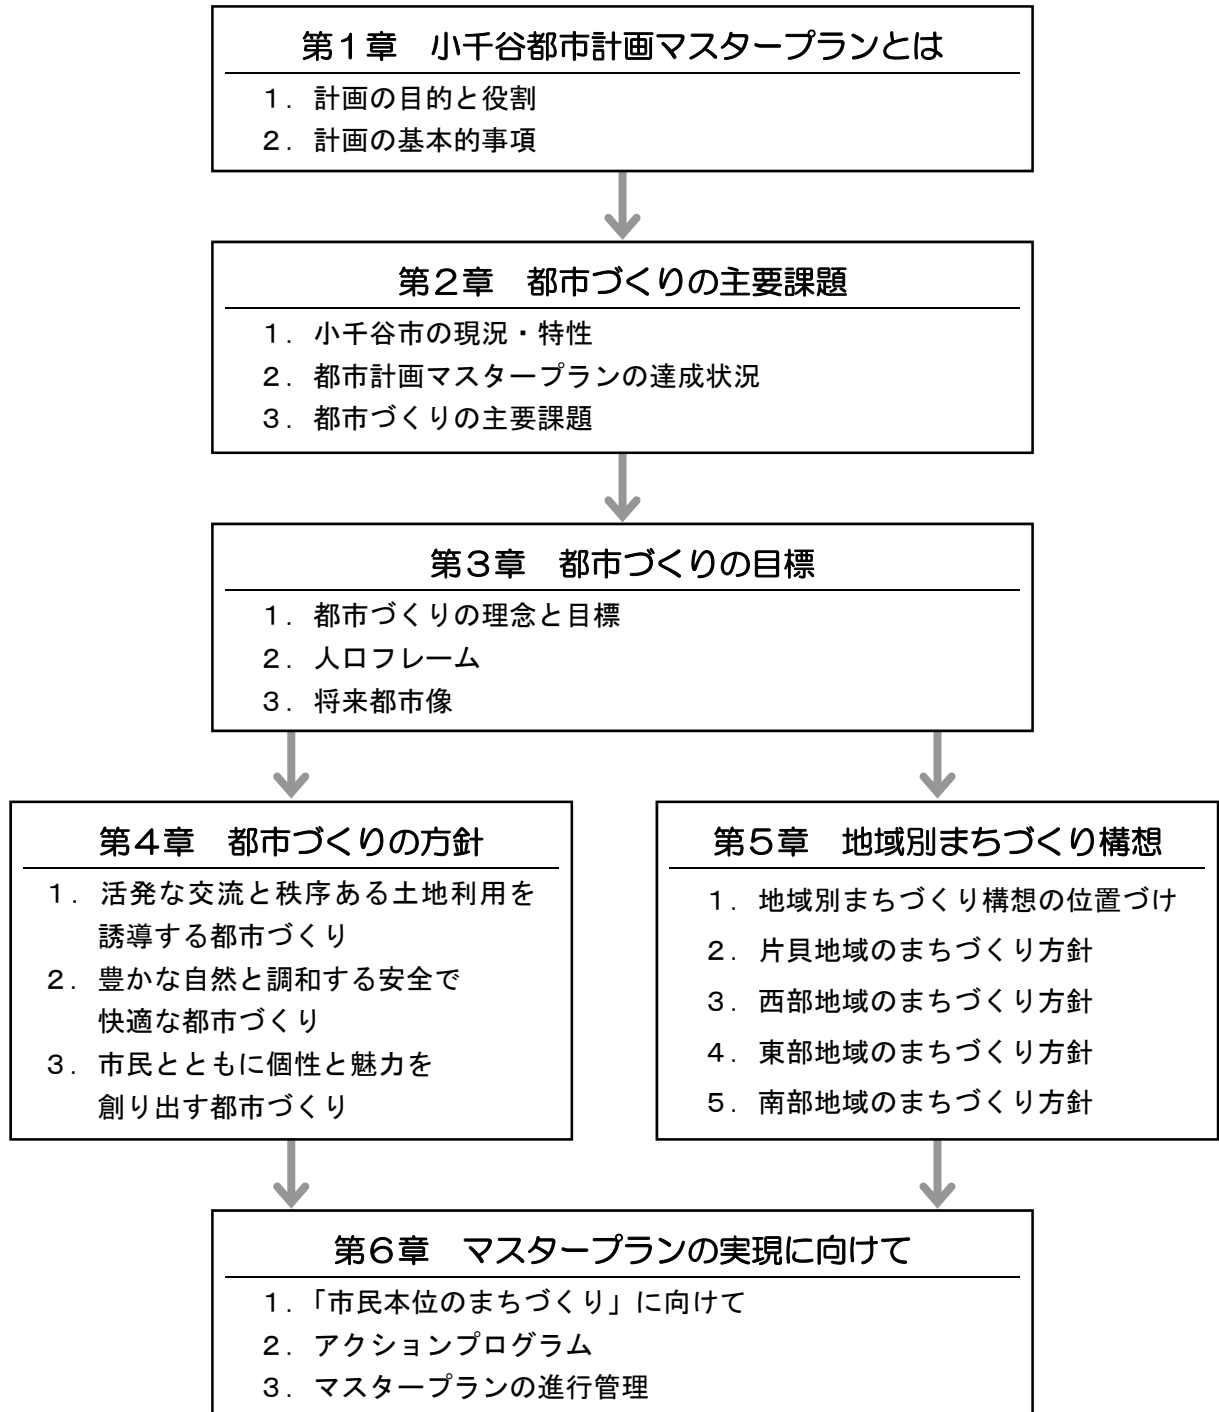 第１章　小千谷都市計画マスタープランとは
１．計画の目的と役割
２．計画の基本的事項
第２章　都市づくりの主要課題
１．小千谷市の現況・特性
２．都市計画マスタープランの達成状況
３．都市づくりの主要課題
第３章　都市づくりの目標
１．都市づくりの理念と目標
２．人口フレーム
３．将来都市像
第４章　都市づくりの方針
１．活発な交流と秩序ある土地利用を
誘導する都市づくり
２．豊かな自然と調和する安全で
快適な都市づくり
３．市民とともに個性と魅力を
創り出す都市づくり
第５章　地域別まちづくり構想
１．地域別まちづくり構想の位置づけ
２．片貝地域のまちづくり方針
３．西部地域のまちづくり方針
４．東部地域のまちづくり方針
５．南部地域のまちづくり方針
第６章　マスタープランの実現に向けて
１．「市民本位のまちづくり」に向けて
２．アクションプログラム
３．マスタープランの進行管理